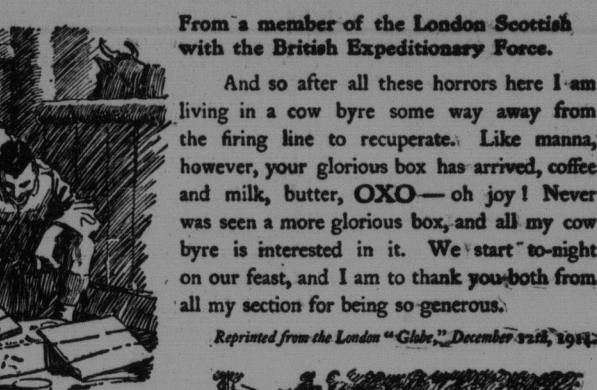 From a member of the London Scottish
with the British Expeditionary Force.
And so after all these horrors here I am
living in a cow byre some way away from
the firing line to recuperate. Like manna,
however, your glorious box has arrived, coffee
and milk, butter, OXO— oh joy! Never
was seen a more glorious box, and all my cow
byre is interested in it. We start to-night
on our feast, and I am to thank you both from
all my section for being so generous.
Reprinted from the London "Globe," December 12th, 1914.